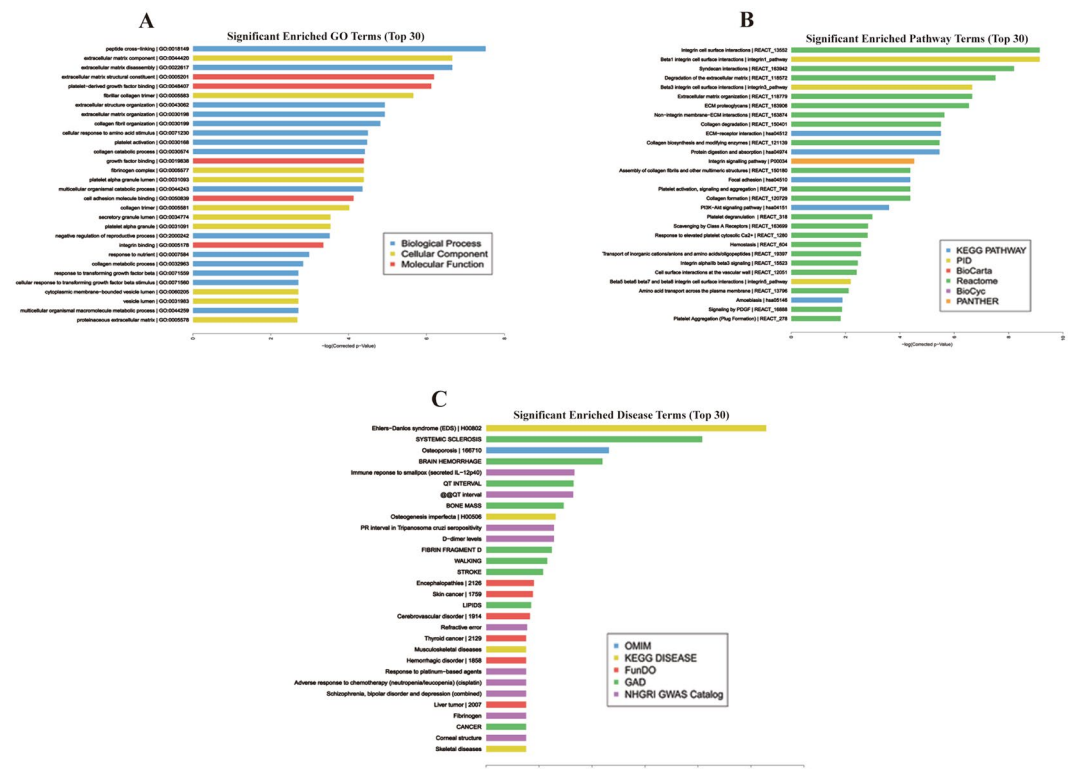 A
Significant Enriched GO Terms (Top 30)
peptide cross-linking | GO:0018149
extracellular matrix component | GO:0044420
extracellular matrix disassembly | GO:0022617
extracellular matrix structural constituent | GO:0005201
platelet-derived growth factor binding | GO:0048407
fibrillar collagen trimer | GO:0005583
extracellular structure organization | GO:0043062
extracellular matrix organization | GO:0030198
collagen fibril organization | GO:0030199
cellular response to amino acid stimulus | GO:0071230
platelet activation | GO:0030168
collagen catabolic process | GO:0030574
growth factor binding | GO:0019838
fibrinogen complex | GO:0005577
platelet alpha granule lumen | GO:0031093
multicellular organismal catabolic process | GO:0044243
cell adhesion molecule binding | GO:0050839
collagen trimer | GO:0005581
secretory granule lumen | GO:0034774
platelet alpha granule | GO:0031091
negative regulation of reproductive process | GO:2000242
integrin binding | GO:0005178
response to nutrient | GO:0007584
collagen metabolic process | GO:0032963
response to transforming growth factor beta | GO:0071559
cellular response to transforming growth factor beta stimulus | GO:0071560
cytoplasmic membrane-bounded vesicle lumen | GO:0060205
vesicle lumen | GO:0031983
multicellular organismal macromolecule metabolic process | GO:0044259
proteinaceous extracellular matrix | GO:0005578
0
2
4
6
8
-log(Corrected p-Value)
Biological Process
Cellular Component
Molecular Function
B
Significant Enriched Pathway Terms (Top 30)
Integrin cell surface interactions | REACT_13552
Beta1 integrin cell surface interactions | integrin1_pathway
Syndecan interactions | REACT_163942
Degradation of the extracellular matrix | REACT_118572
Beta3 integrin cell surface interactions | integrin3_pathway
Extracellular matrix organization | REACT_118779
ECM proteoglycans | REACT_163906
Non-integrin membrane-ECM interactions | REACT_163874
Collagen degradation | REACT_150401
ECM-receptor interaction | hsa04512
Collagen biosynthesis and modifying enzymes | REACT_121139
Protein digestion and absorption | hsa04974
Integrin signalling pathway | P00034
Assembly of collagen fibrils and other multimeric structures | REACT_150180
Focal adhesion | hsa04510
Platelet activation, signaling and aggregation | REACT_798
Collagen formation | REACT_120729
PI3K-Akt signaling pathway | hsa04151
Platelet degranulation | REACT_318
Scavenging by Class A Receptors | REACT_163699
Response to elevated platelet cytosolic Ca2+ | REACT_1280
Hemostasis | REACT_604
Transport of inorganic cations/anions and amino acids/oligopeptides | REACT_19397
Integrin alphaIIb beta3 signaling | REACT_15523
Cell surface interactions at the vascular wall | REACT_12051
Beta5 beta6 beta7 and beta8 integrin cell surface interactions | integrin5_pathway
Amino acid transport across the plasma membrane | REACT_13796
Amoebiasis | hsa05146
Signaling by PDGF | REACT_16888
Platelet Aggregation (Plug Formation) | REACT_278
0
2
4
6
8
10
-log(Corrected p-Value)
KEGG PATHWAY
PID
BioCarta
Reactome
BioCyc
PANTHER
C
Significant Enriched Disease Terms (Top 30)
Ehlers-Danlos syndrome (EDS) | H00802
SYSTEMIC SCLEROSIS
Osteoporosis | 166710
BRAIN HEMORRHAGE
Immune reponse to smallpox (secreted IL-12p40)
QT INTERVAL
@@QT interval
BONE MASS
Osteogenesis imperfecta | H00506
PR interval in Tripanosoma cruzi seropositivity
D-dimer levels
FIBRIN FRAGMENT D
WALKING
STROKE
Encephalopathies | 2126
Skin cancer | 1759
LIPIDS
Cerebrovascular disorder | 1914
Refractive error
Thyroid cancer | 2129
Musculoskeletal diseases
Hemorrhagic disorder | 1858
Response to platinum-based agents
Adverse response to chemotherapy (neutropenia/leucopenia) (cisplatin)
Schizophrenia, bipolar disorder and depression (combined)
Liver tumor | 2007
Fibrinogen
CANCER
Corneal structure
Skeletal diseases
OMIM
KEGG DISEASE
FunDO
GAD
NHGRI GWAS Catalog